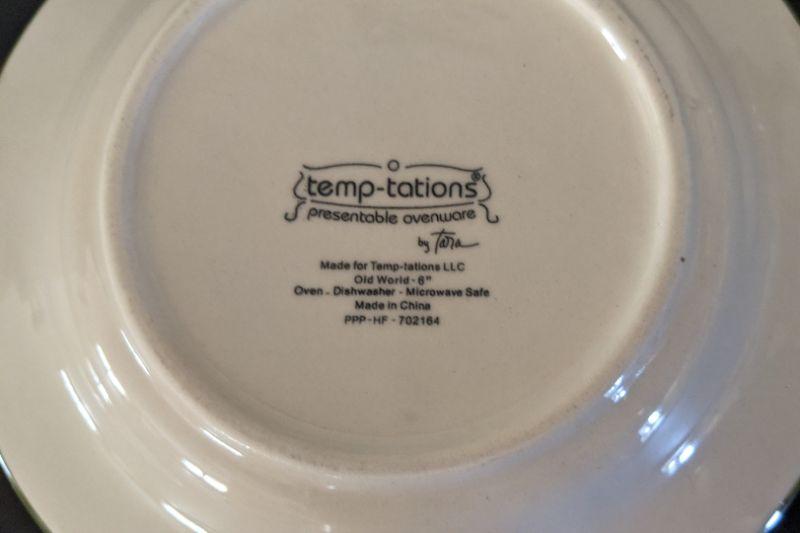 temp-tations®
presentable ovenware
by Tara
Made for Temp-tations LLC
Old World - 6"
Oven - Dishwasher - Microwave Safe
Made in China
PPP-HF - 702164